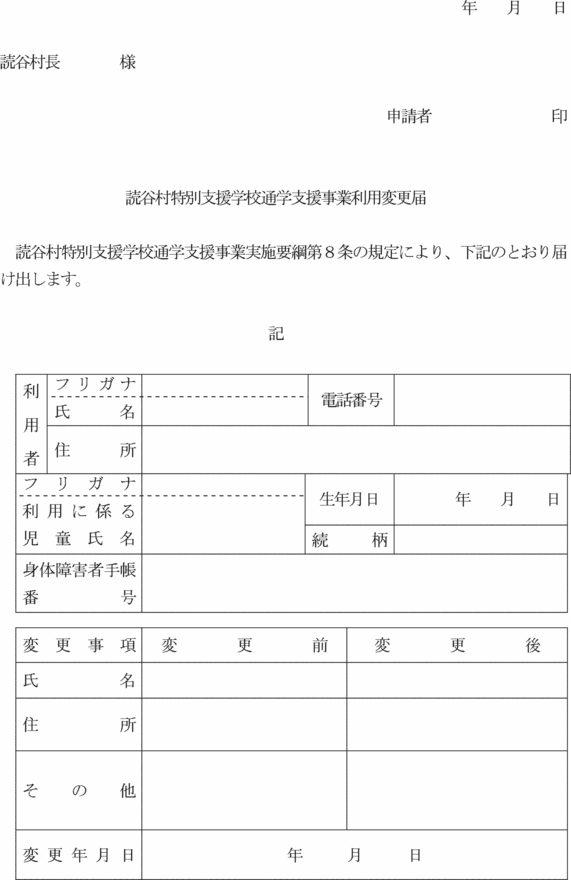 年　　月　　日
読谷村長　　　　様
申請者　　　　　　　　印
読谷村特別支援学校通学支援事業利用変更届
読谷村特別支援学校通学支援事業実施要綱第８条の規定により、下記のとおり届
け出します。
記
利用者
フリガナ
氏名
電話番号
住所
フリガナ
利用に係る
児童氏名
生年月日
年　　月　　日
続柄
身体障害者手帳
番号
変更事項　変更前　変更後
氏名
住所
その他
変更年月日　年　　月　　日